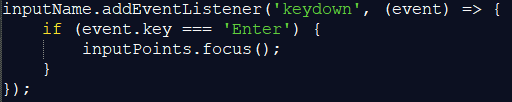 inputName.addEventListener('keydown', (event) => {
    if (event.key === 'Enter') {
        inputPoints.focus();
    }
});